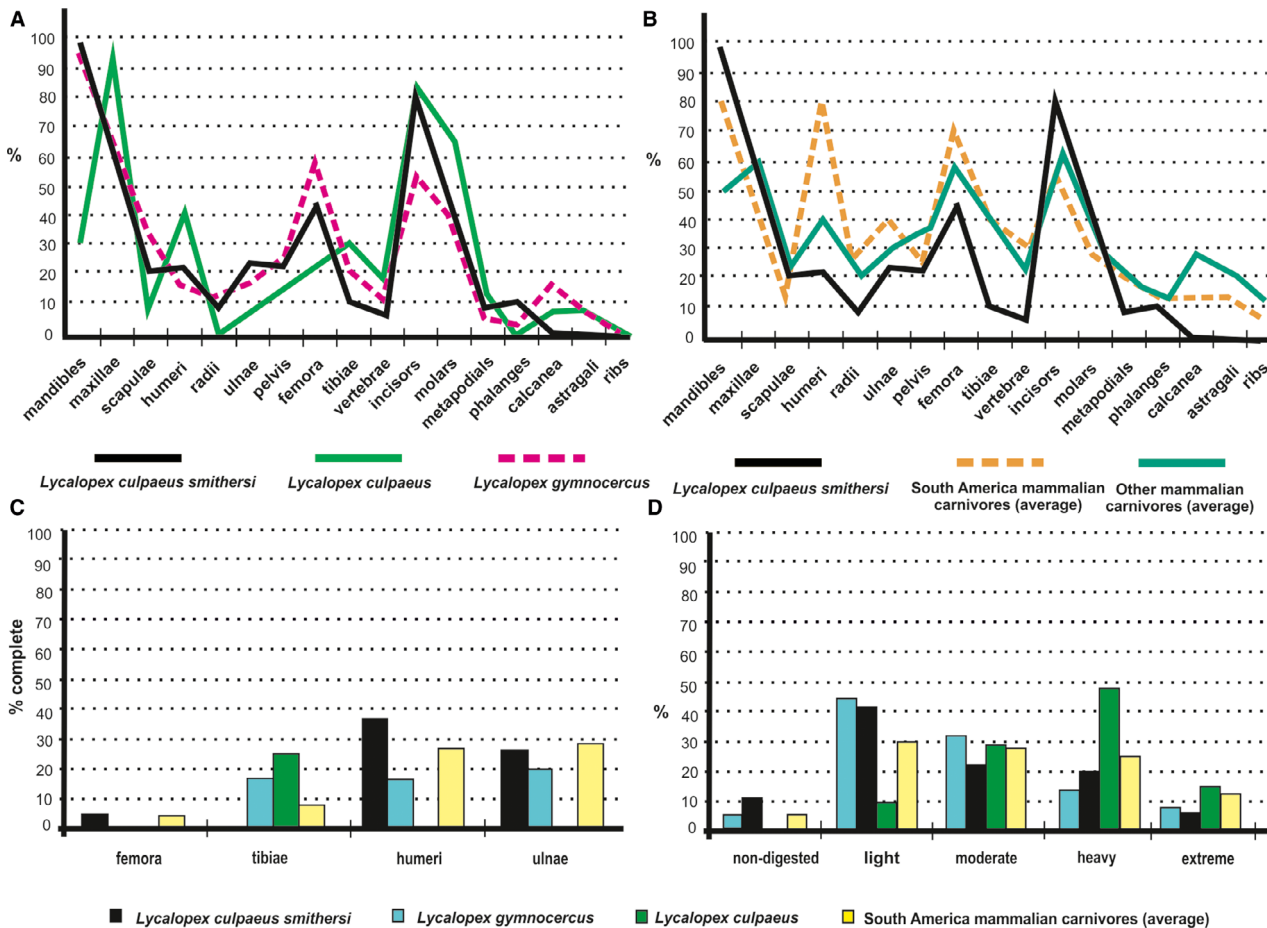 A
100
90
80
70
60
%
50
40
30
20
10
0
mandibles
maxillae
scapulae
humeri
radii
ulnae
pelvis
femora
tibiae
vertebrae
incisors
molars
metapodials
phalanges
calcanea
astragali
ribs
Lycalopex culpaeus smithersi
Lycalopex culpaeus
Lycalopex gymnocercus
B
100
90
80
70
%
60
50
40
30
20
10
0
mandibles
maxillae
scapulae
humeri
radii
ulnae
pelvis
femora
tibiae
vertebrae
incisors
molars
metapodials
phalanges
calcanea
astragali
ribs
Lycalopex culpaeus smithersi
South America mammalian
carnivores (average)
Other mammalian
carnivores (average)
C
% complete
100
90
80
70
60
50
40
30
20
10
0
femora
tibiae
humeri
ulnae
D
100
90
80
70
60
50
%
40
30
20
10
0
non-digested
light
moderate
heavy
extreme
Lycalopex culpaeus smithersi
Lycalopex gymnocercus
Lycalopex culpaeus
South America mammalian carnivores (average)